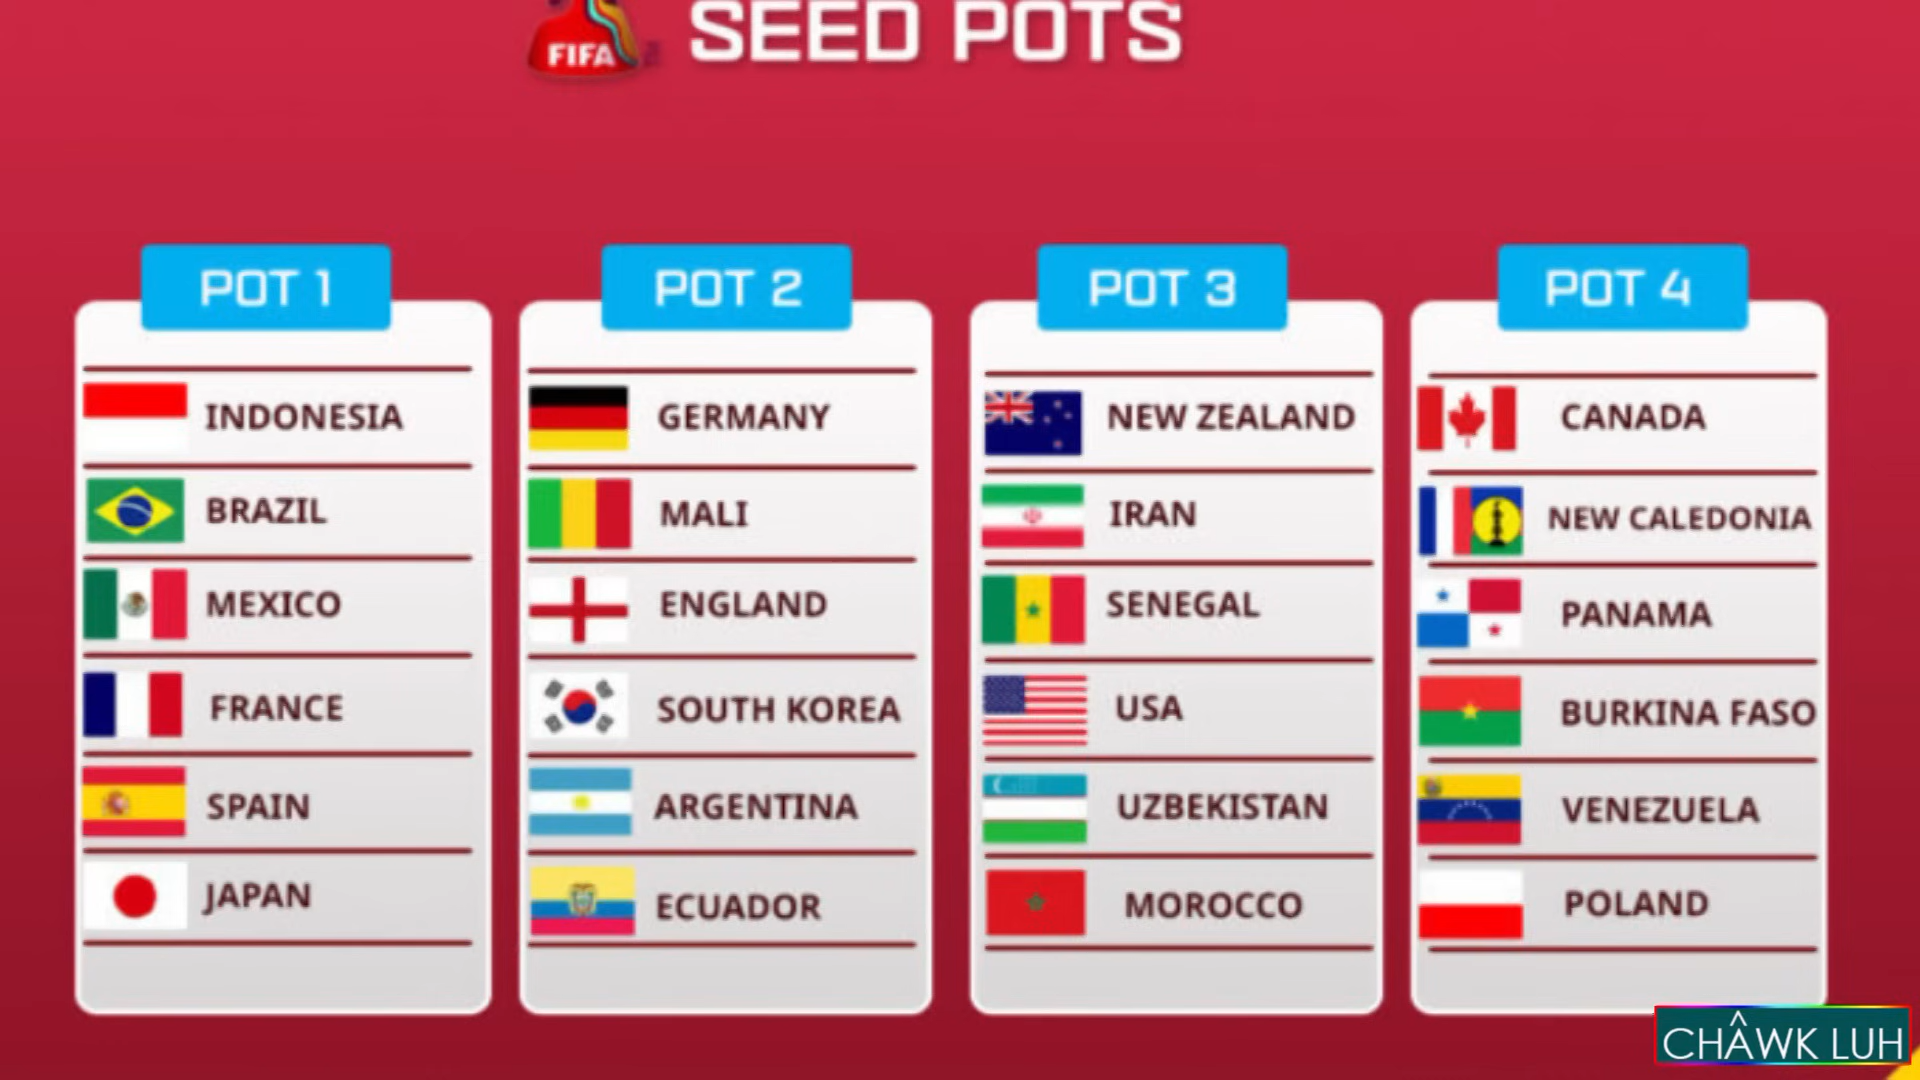 FIFA
SEED POTS
POT 1
INDONESIA
BRAZIL
MEXICO
FRANCE
SPAIN
JAPAN
POT 2
GERMANY
MALI
ENGLAND
SOUTH KOREA
ARGENTINA
ECUADOR
POT 3
NEW ZEALAND
IRAN
SENEGAL
USA
UZBEKISTAN
MOROCCO
POT 4
CANADA
NEW CALEDONIA
PANAMA
BURKINA FASO
VENEZUELA
POLAND
CHÂWK LUH